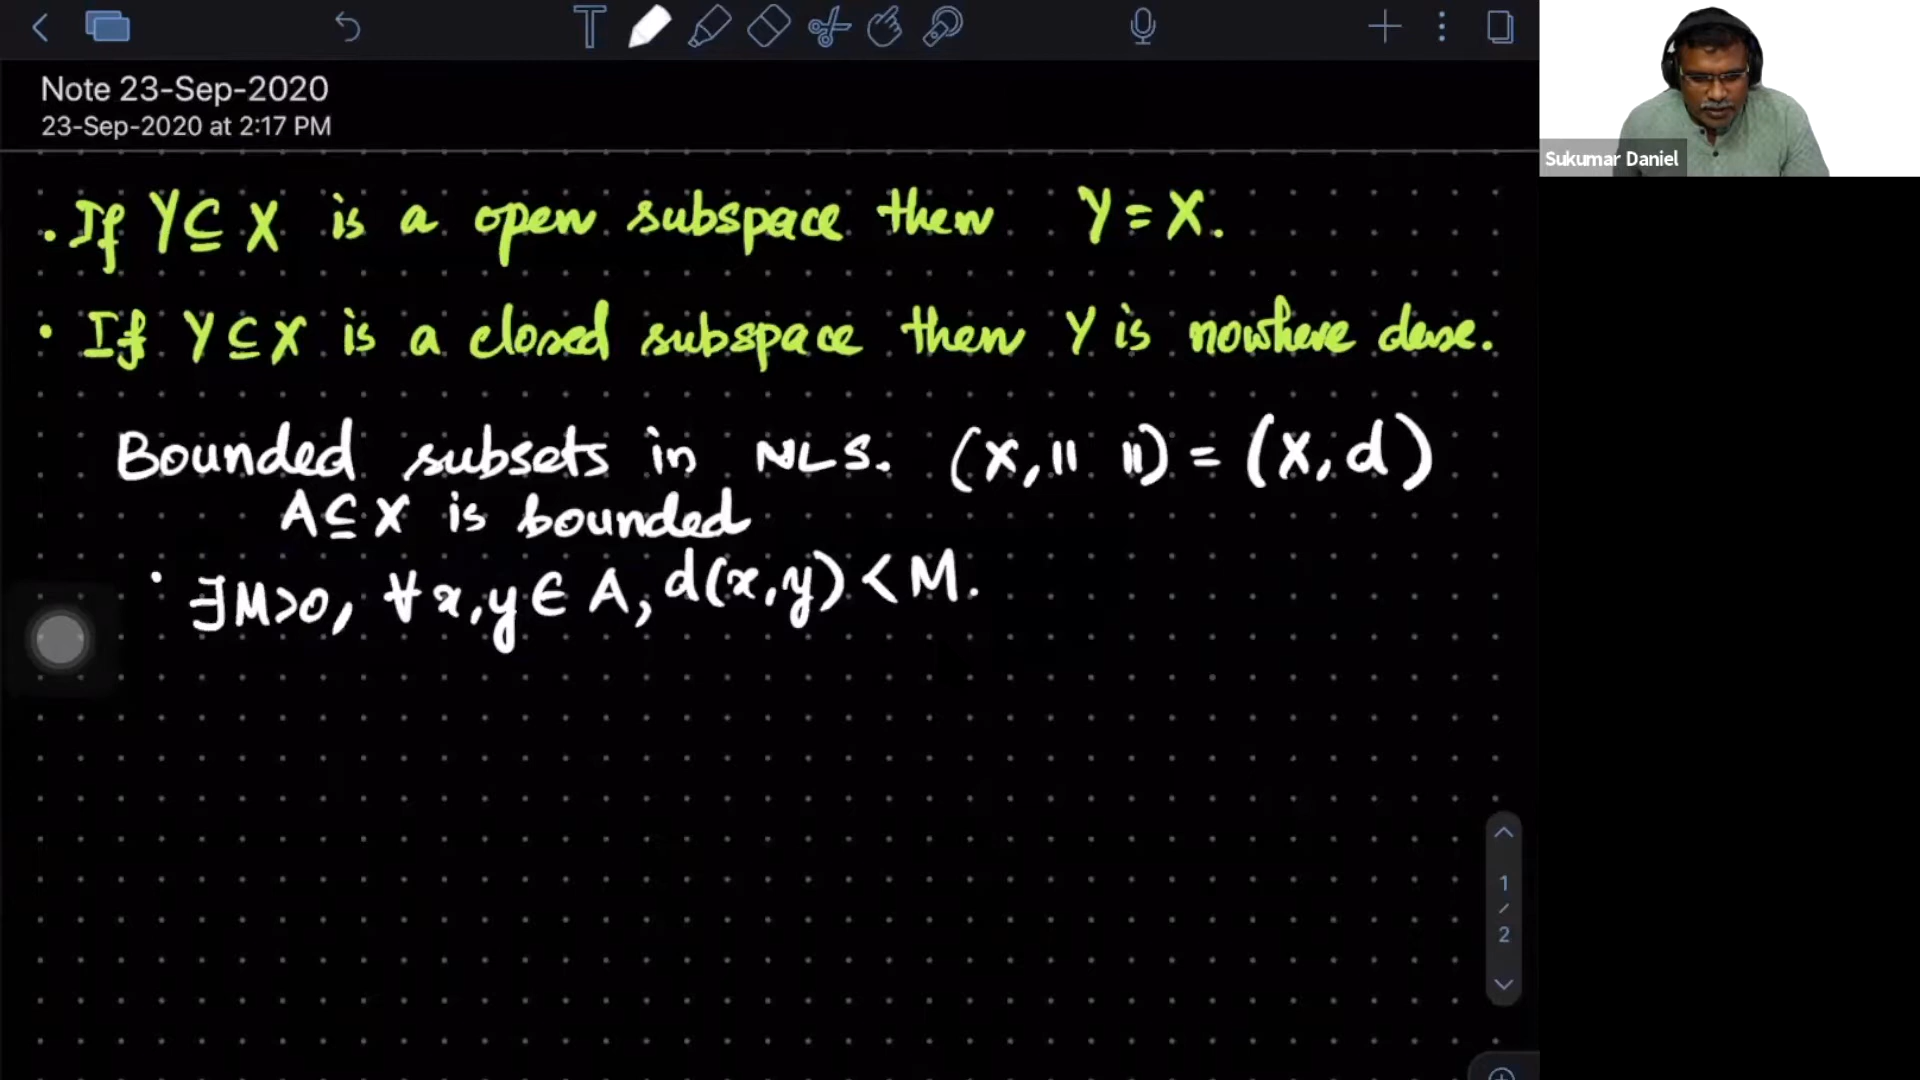 Note 23-Sep-2020
23-Sep-2020 at 2:17 PM
Sukumar Daniel
. If Y ⊆ X is a open subspace then Y = X.
· If Y ⊆ X is a closed subspace then Y is nowhere dense.
Bounded subsets in NLS. (X, || ||) = (X, d)
A ⊆ X is bounded
· ∃ M>0, ∀ x, y ∈ A, d(x, y) < M.
1
/
2